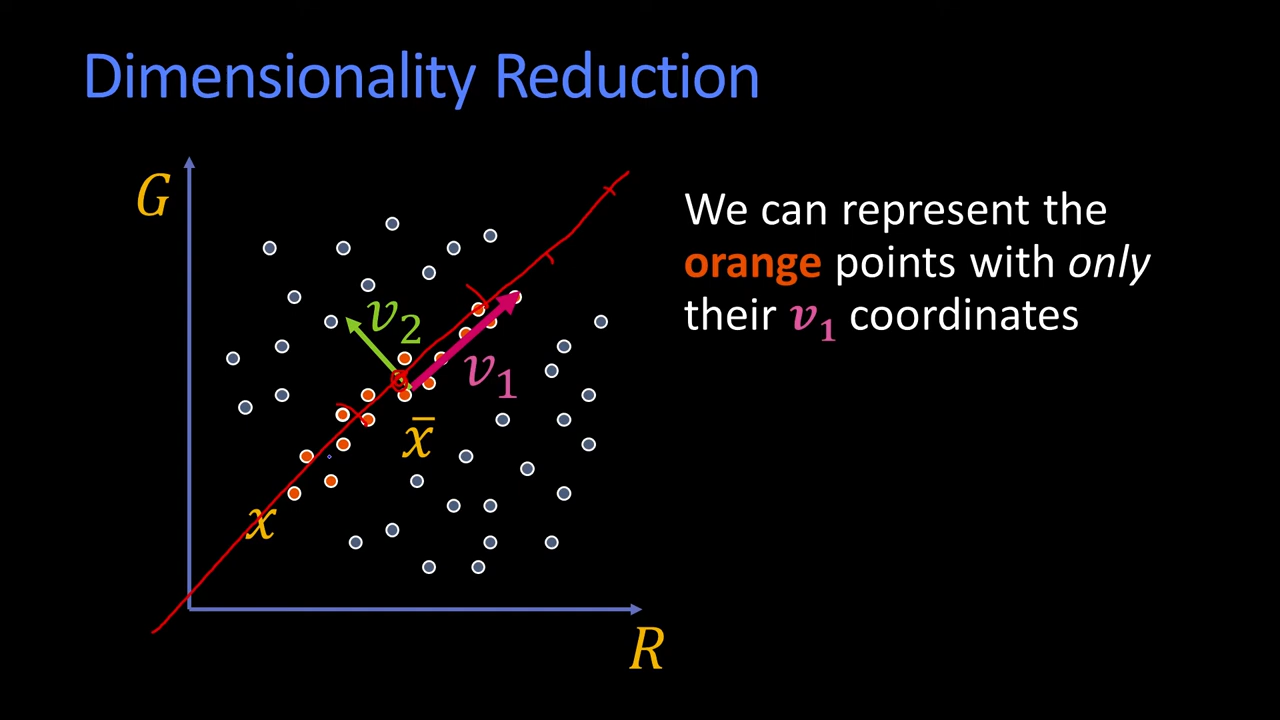 Dimensionality Reduction
G
We can represent the
orange points with only
their v₁ coordinates
v₂
v₁
x̄
x
R